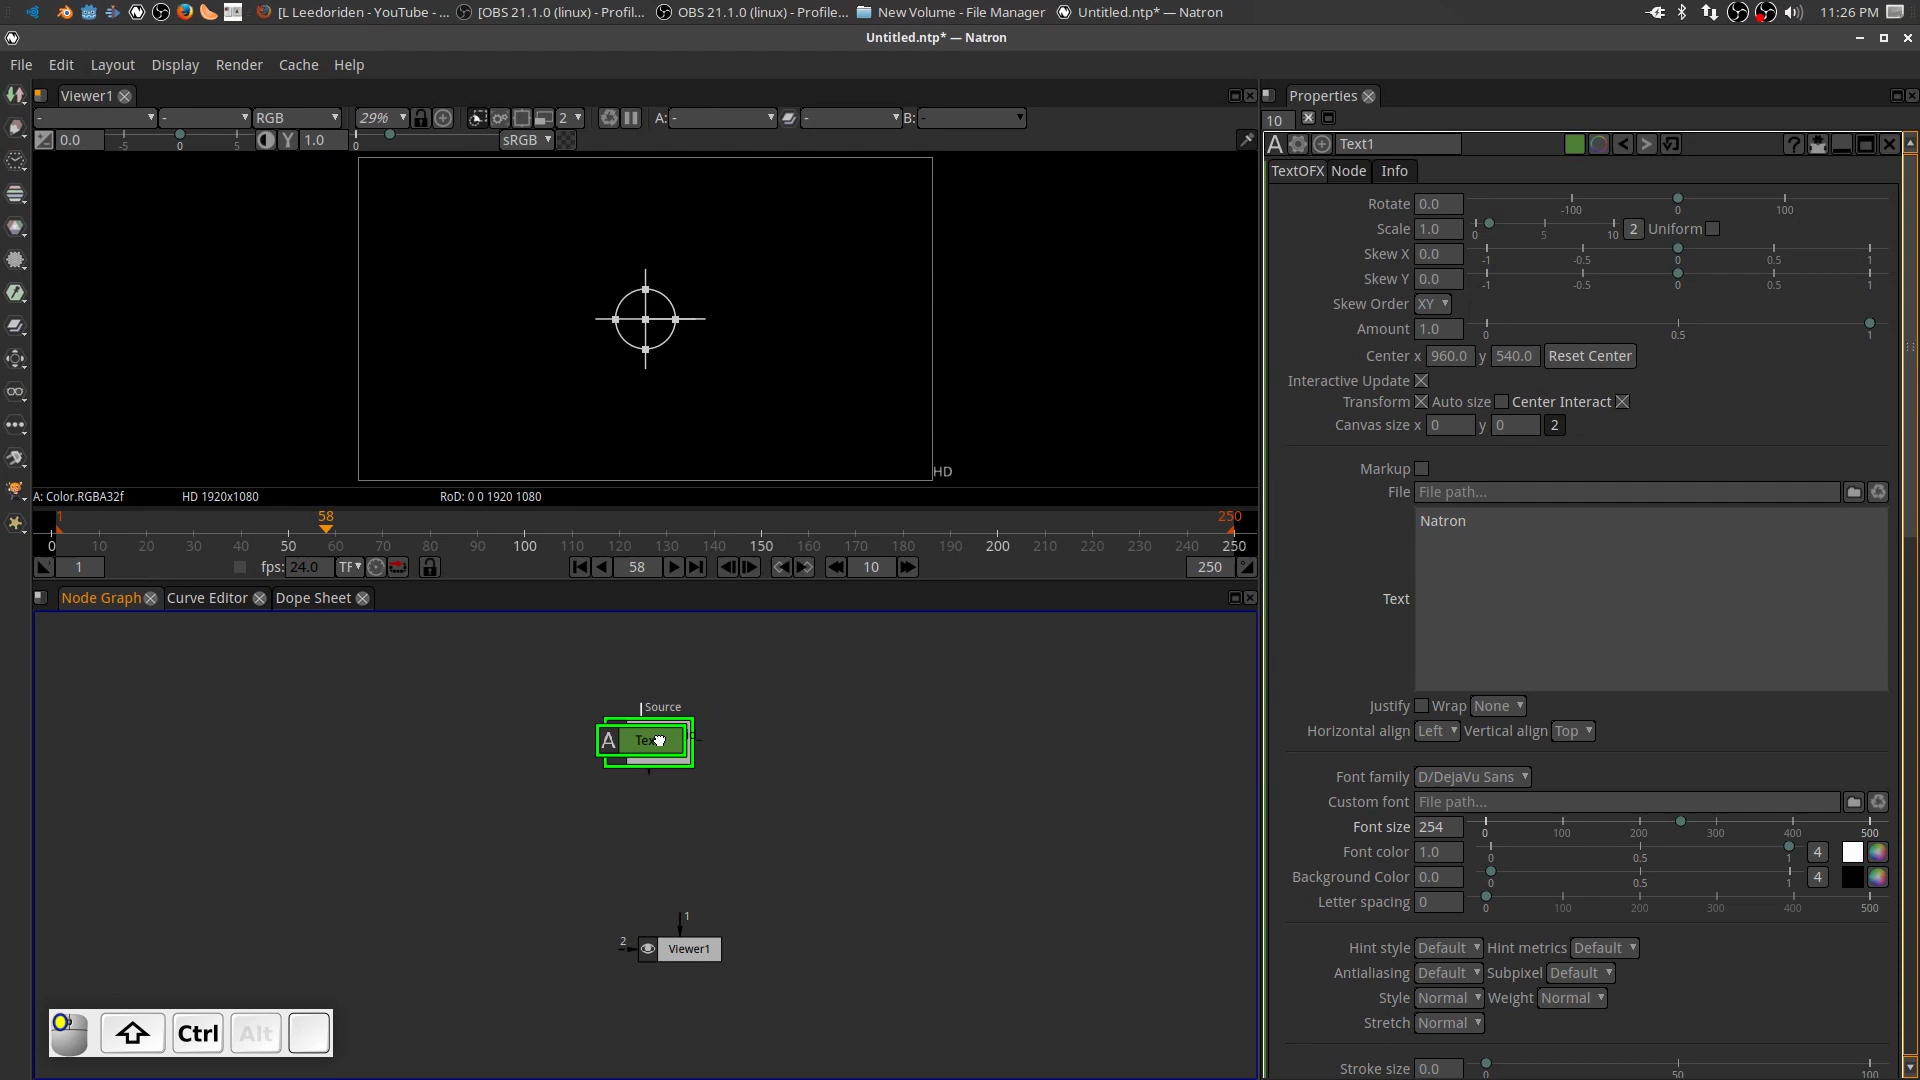 [L Leedoriden - YouTube - ... [OBS 21.1.0 (linux) - Profil... OBS 21.1.0 (linux) - Profile... New Volume - File Manager Untitled.ntp* — Natron 11:26 PM
Untitled.ntp* — Natron
File Edit Layout Display Render Cache Help
Viewer1
- - RGB 29% 2 A: - - B: -
0.0 -5 0 5 Y 1.0 0 sRGB
HD
A: Color.RGBA32f HD 1920x1080 RoD: 0 0 1920 1080
1 58 250
0 10 20 30 40 50 60 70 80 90 100 110 120 130 140 150 160 170 180 190 200 210 220 230 240 250
1 fps: 24.0 TF 58 10 250
Node Graph Curve Editor Dope Sheet
Source
A Tex
1
2 Viewer1
Ctrl Alt
Properties
10
A Text1 ?
TextOFX Node Info
Rotate 0.0 -100 0 100
Scale 1.0 0 5 10 2 Uniform
Skew X 0.0 -1 -0.5 0 0.5 1
Skew Y 0.0 -1 -0.5 0 0.5 1
Skew Order XY
Amount 1.0 0 0.5 1
Center x 960.0 y 540.0 Reset Center
Interactive Update
Transform Auto size Center Interact
Canvas size x 0 y 0 2
Markup
File File path...
Natron
Text
Justify Wrap None
Horizontal align Left Vertical align Top
Font family D/DejaVu Sans
Custom font File path...
Font size 254 0 100 200 300 400 500
Font color 1.0 0 0.5 1 4
Background Color 0.0 0 0.5 1 4
Letter spacing 0 0 100 200 300 400 500
Hint style Default Hint metrics Default
Antialiasing Default Subpixel Default
Style Normal Weight Normal
Stretch Normal
Stroke size 0.0 0 50 100